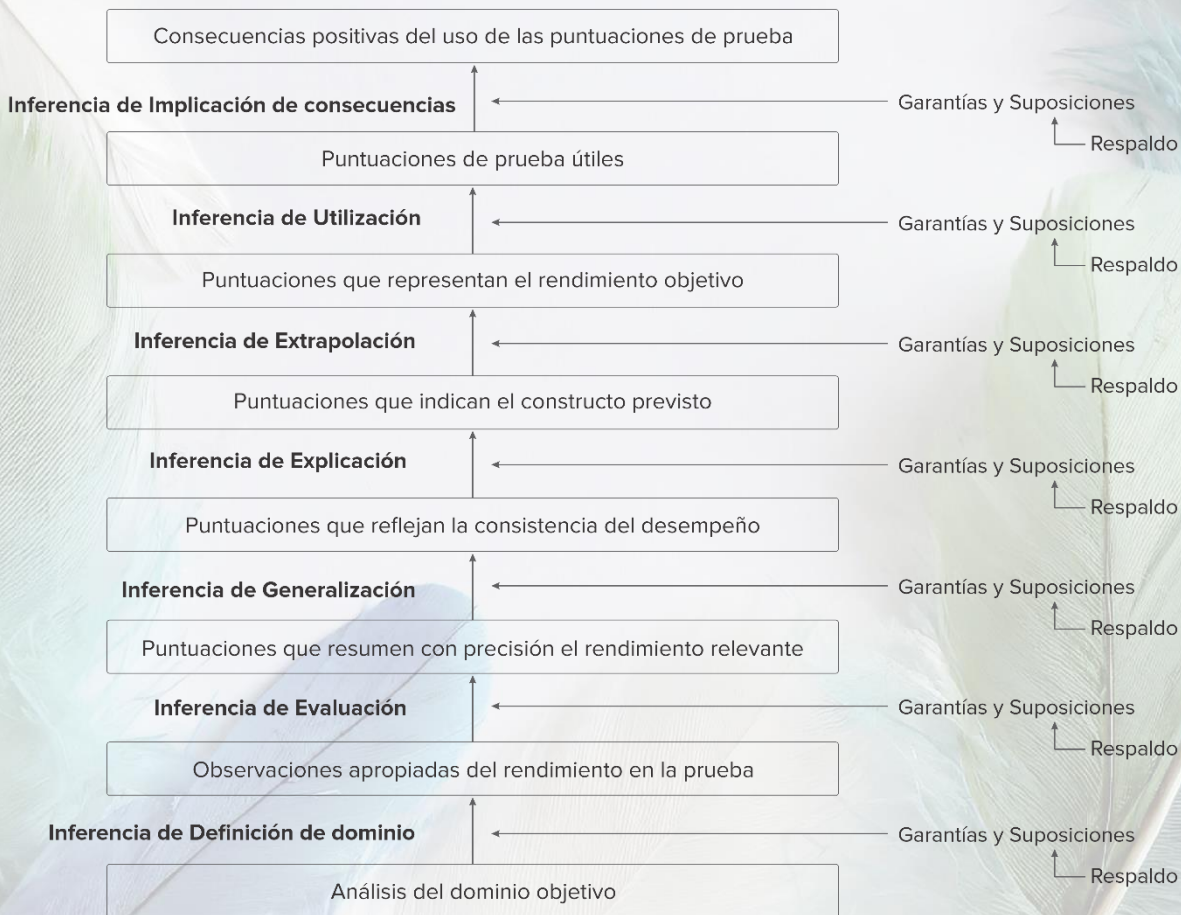 Consecuencias positivas del uso de las puntuaciones de prueba
Inferencia de Implicación de consecuencias
Garantías y Suposiciones
Respaldo
Puntuaciones de prueba útiles
Inferencia de Utilización
Garantías y Suposiciones
Respaldo
Puntuaciones que representan el rendimiento objetivo
Inferencia de Extrapolación
Garantías y Suposiciones
Respaldo
Puntuaciones que indican el constructo previsto
Inferencia de Explicación
Garantías y Suposiciones
Respaldo
Puntuaciones que reflejan la consistencia del desempeño
Inferencia de Generalización
Garantías y Suposiciones
Respaldo
Puntuaciones que resumen con precisión el rendimiento relevante
Inferencia de Evaluación
Garantías y Suposiciones
Respaldo
Observaciones apropiadas del rendimiento en la prueba
Inferencia de Definición de dominio
Garantías y Suposiciones
Respaldo
Análisis del dominio objetivo